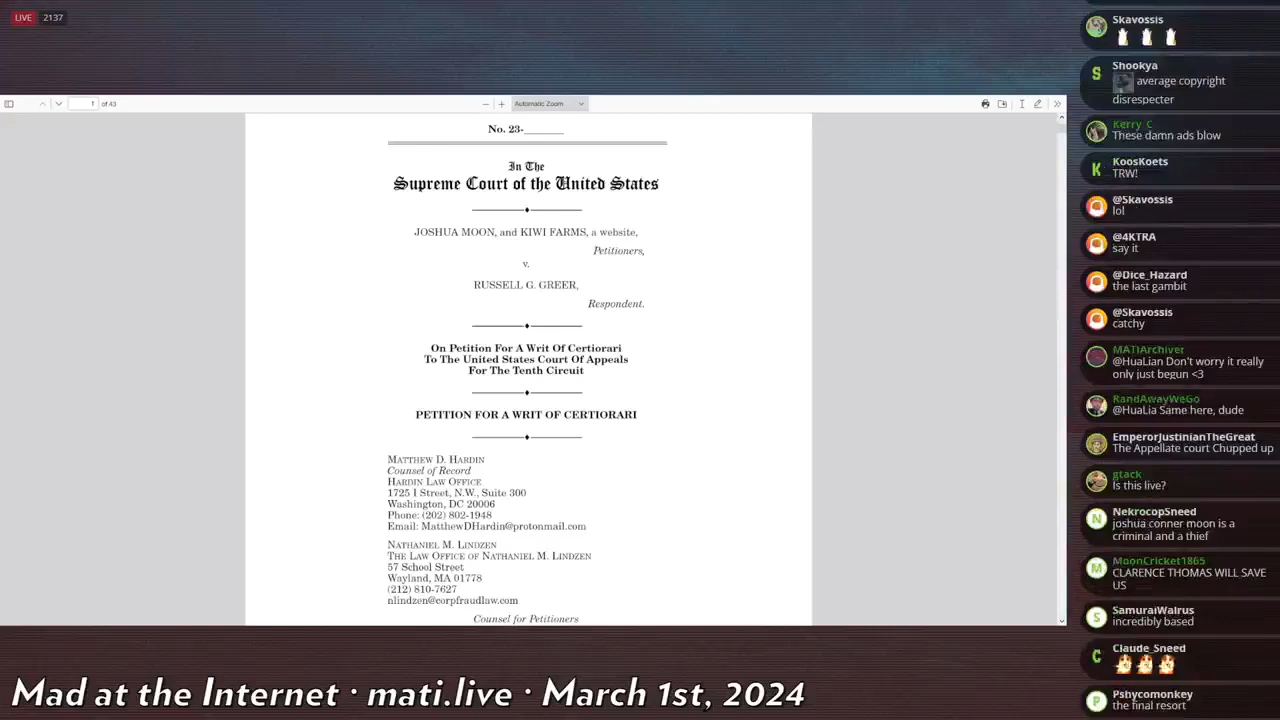 LIVE 2137
1 of 43
Automatic Zoom
No. 23-_______
In The
Supreme Court of the United States
JOSHUA MOON, and KIWI FARMS, a website,
Petitioners,
v.
RUSSELL G. GREER,
Respondent.
On Petition For A Writ Of Certiorari
To The United States Court Of Appeals
For The Tenth Circuit
PETITION FOR A WRIT OF CERTIORARI
MATTHEW D. HARDIN
Counsel of Record
HARDIN LAW OFFICE
1725 I Street, N.W., Suite 300
Washington, DC 20006
Phone: (202) 802-1948
Email: MatthewDHardin@protonmail.com
NATHANIEL M. LINDZEN
THE LAW OFFICE OF NATHANIEL M. LINDZEN
57 School Street
Wayland, MA 01778
(212) 810-7627
nlindzen@corpfraudlaw.com
Counsel for Petitioners
Mad at the Internet · mati.live · March 1st, 2024
Skavossis
S
Shookya
average copyright
disrespecter
Kerry_C
These damn ads blow
K
KoosKoets
TRW!
@Skavossis
lol
@4KTRA
say it
@Dice_Hazard
the last gambit
@Skavossis
catchy
MATIArchiver
@HuaLian Don't worry it really
only just begun <3
RandAwayWeGo
@HuaLia Same here, dude
EmperorJustinianTheGreat
The Appellate court Chupped up
gtack
Is this live?
N
NekrocopSneed
joshua conner moon is a
criminal and a thief
M
MoonCricket1865
CLARENCE THOMAS WILL SAVE
US
S
SamuraiWalrus
incredibly based
C
Claude_Sneed
P
Pshycomonkey
the final resort